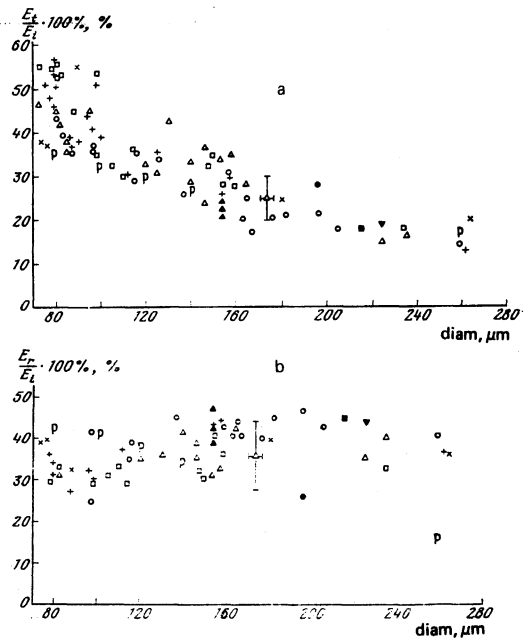 E_t/E_i · 100%, %
60
50
40
30
20
10
0
a
p p p p p
80 120 160 200 240 280
diam, μm
E_r/E_i · 100%, %
b
50
40
30
20
10
0
p p p
80 120 160 240 280
diam, μm